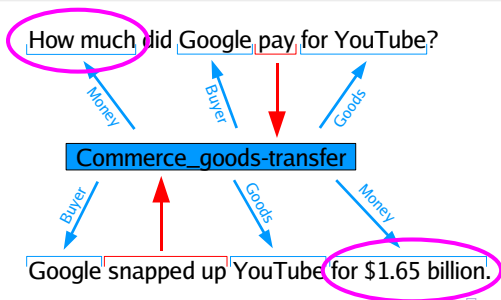 How much did Google pay for YouTube?
Money
Buyer
Goods
Commerce_goods-transfer
Buyer
Goods
Money
Google snapped up YouTube for $1.65 billion.